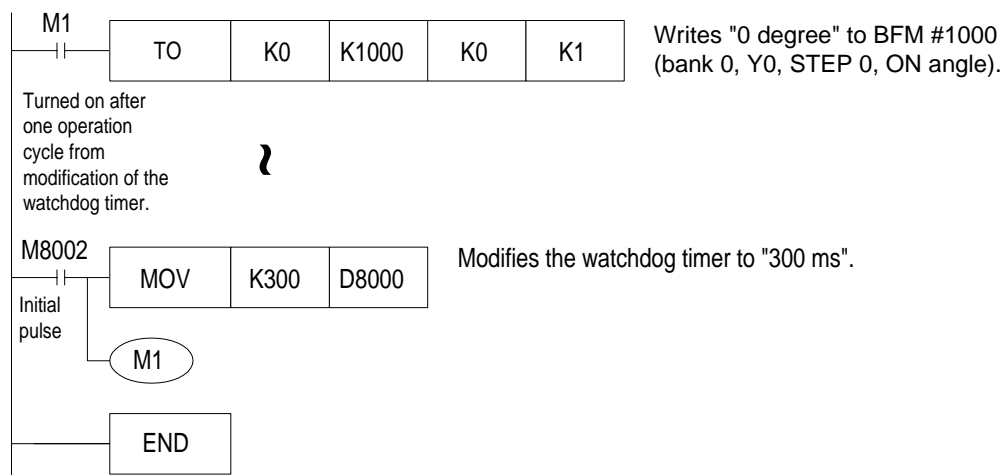 M1
TO K0 K1000 K0 K1
Writes "0 degree" to BFM #1000
(bank 0, Y0, STEP 0, ON angle).
Turned on after
one operation
cycle from
modification of the
watchdog timer.
M8002
MOV K300 D8000
Modifies the watchdog timer to "300 ms".
Initial
pulse
M1
END